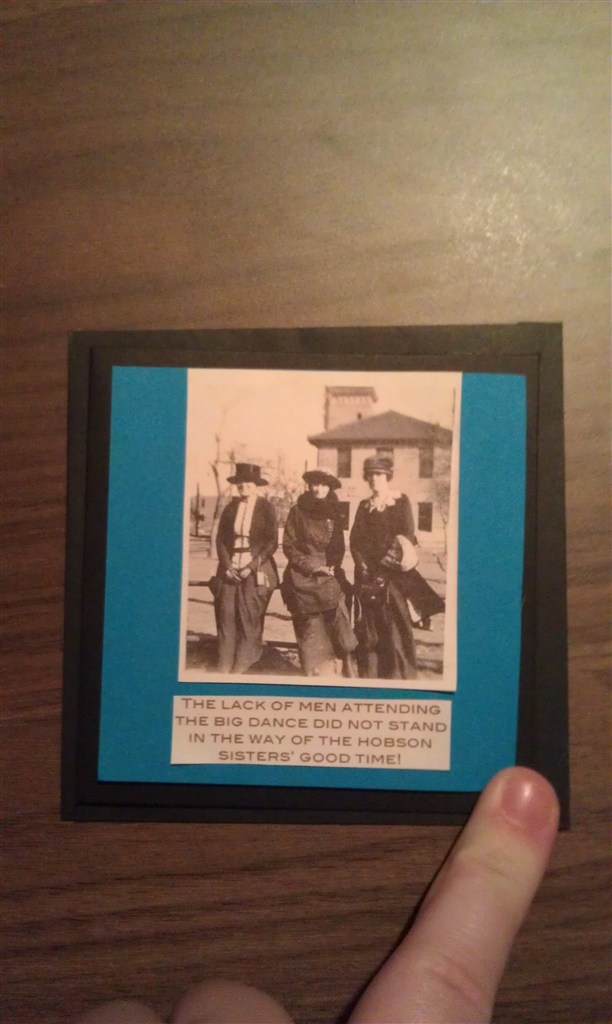 THE LACK OF MEN ATTENDING
THE BIG DANCE DID NOT STAND
IN THE WAY OF THE HOBSON
SISTERS' GOOD TIME!